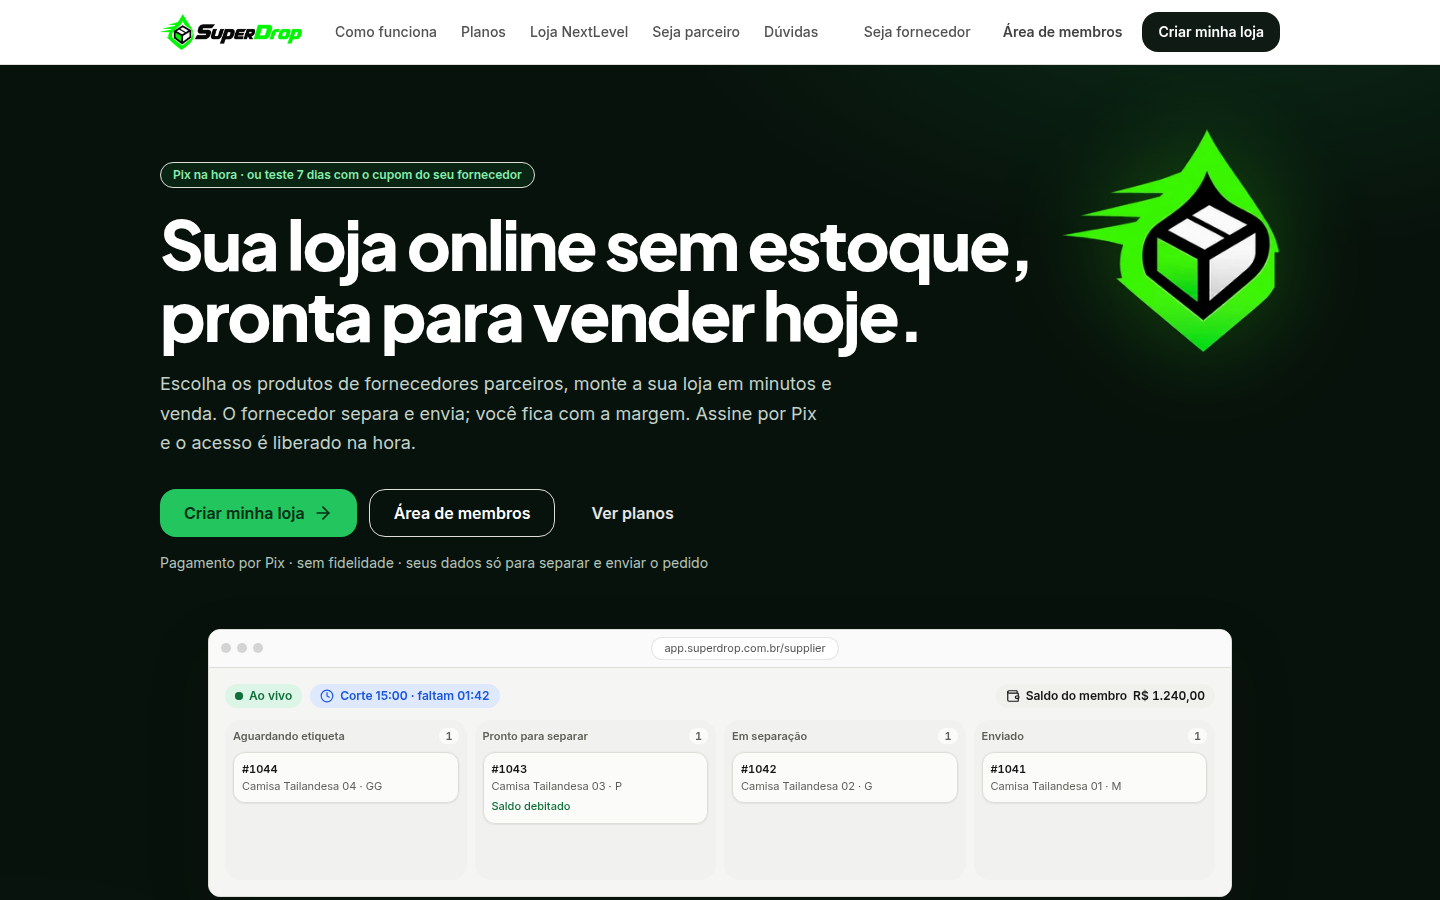 SuperDrop
Como funciona
Planos
Loja NextLevel
Seja parceiro
Dúvidas
Seja fornecedor
Área de membros
Criar minha loja
Pix na hora · ou teste 7 dias com o cupom do seu fornecedor
Sua loja online sem estoque,
pronta para vender hoje.
Escolha os produtos de fornecedores parceiros, monte a sua loja em minutos e
venda. O fornecedor separa e envia; você fica com a margem. Assine por Pix
e o acesso é liberado na hora.
Criar minha loja
Área de membros
Ver planos
Pagamento por Pix · sem fidelidade · seus dados só para separar e enviar o pedido
app.superdrop.com.br/supplier
Ao vivo
Corte 15:00 · faltam 01:42
Saldo do membro R$ 1.240,00
Aguardando etiqueta 1
#1044
Camisa Tailandesa 04 · GG
Pronto para separar 1
#1043
Camisa Tailandesa 03 · P
Saldo debitado
Em separação 1
#1042
Camisa Tailandesa 02 · G
Enviado 1
#1041
Camisa Tailandesa 01 · M